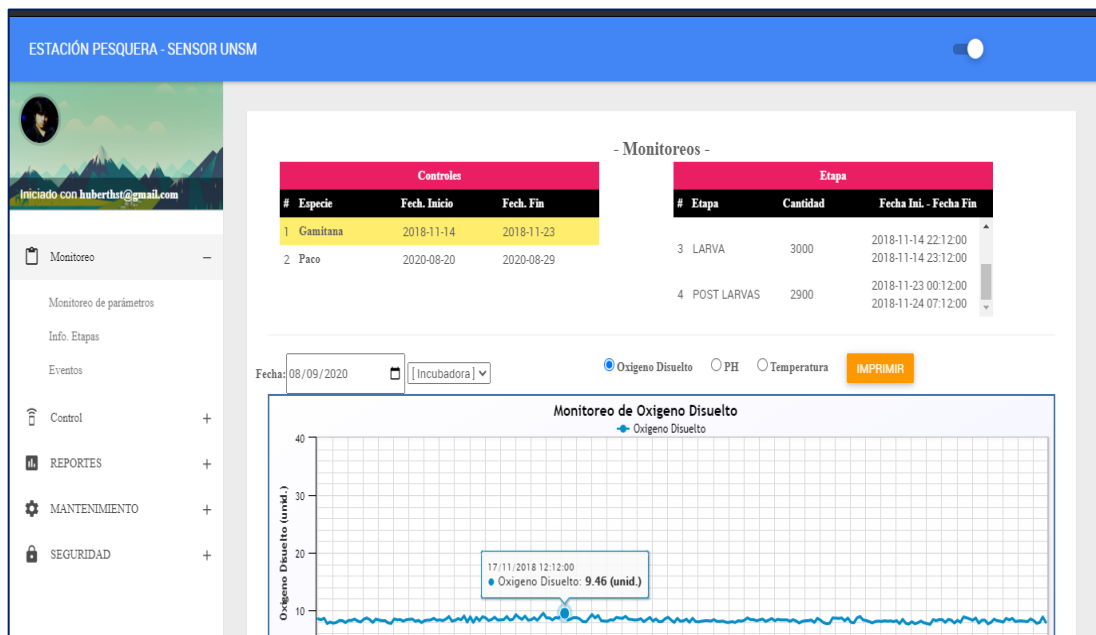 ESTACIÓN PESQUERA - SENSOR UNSM
Iniciado con huberthst@gmail.com
Monitoreo −
Monitoreo de parámetros
Info. Etapas
Eventos
Control +
REPORTES +
MANTENIMIENTO +
SEGURIDAD +
- Monitoreos -
Controles
# Especie Fech. Inicio Fech. Fin
1 Gamitana 2018-11-14 2018-11-23
2 Paco 2020-08-20 2020-08-29
Etapa
# Etapa Cantidad Fecha Ini. - Fecha Fin
3 LARVA 3000 2018-11-14 22:12:00
2018-11-14 23:12:00
4 POST LARVAS 2900 2018-11-23 00:12:00
2018-11-24 07:12:00
Fecha: 08/09/2020 [ Incubadora ] Oxigeno Disuelto PH Temperatura IMPRIMIR
Monitoreo de Oxigeno Disuelto
Oxigeno Disuelto
Oxigeno Disuelto (unid.)
40
30
20
10
17/11/2018 12:12:00
Oxigeno Disuelto: 9.46 (unid.)